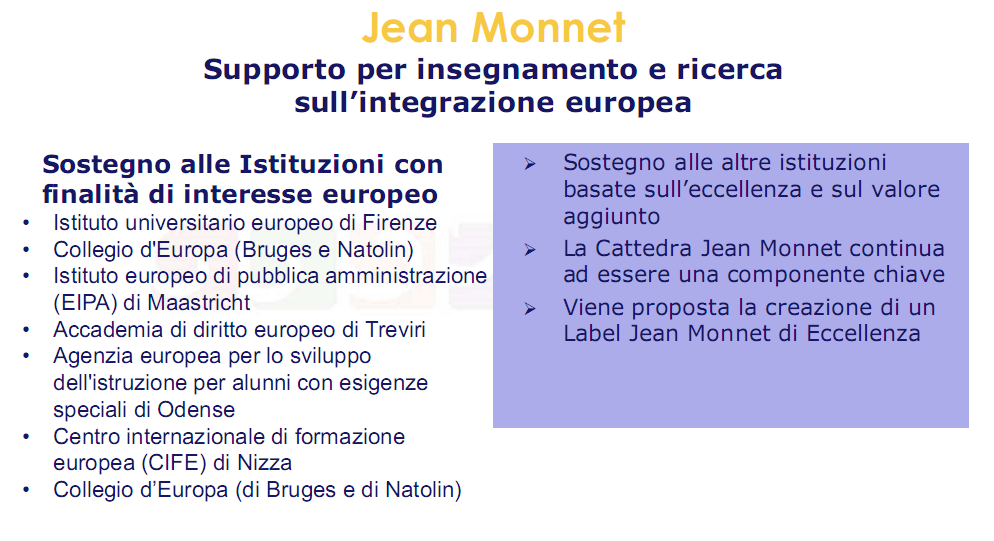 Jean Monnet
Supporto per insegnamento e ricerca
sull’integrazione europea
Sostegno alle Istituzioni con
finalità di interesse europeo
• Istituto universitario europeo di Firenze
• Collegio d'Europa (Bruges e Natolin)
• Istituto europeo di pubblica amministrazione
(EIPA) di Maastricht
• Accademia di diritto europeo di Treviri
• Agenzia europea per lo sviluppo
dell'istruzione per alunni con esigenze
speciali di Odense
• Centro internazionale di formazione
europea (CIFE) di Nizza
• Collegio d’Europa (di Bruges e di Natolin)
➢ Sostegno alle altre istituzioni
basate sull’eccellenza e sul valore
aggiunto
➢ La Cattedra Jean Monnet continua
ad essere una componente chiave
➢ Viene proposta la creazione di un
Label Jean Monnet di Eccellenza